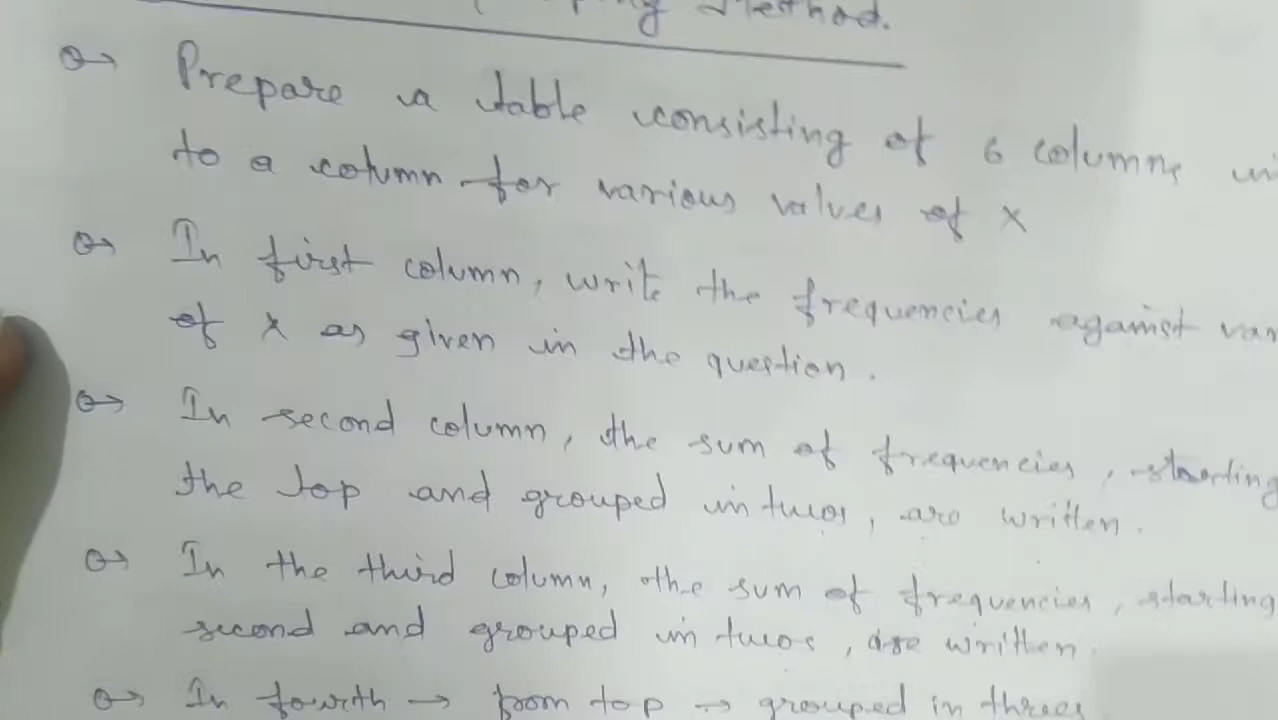 Method.
Prepare a table consisting of 6 columns
to a column for various values of x
In first column, write the frequencies against
of x as given in the question.
In second column, the sum of frequencies, starting
the top and grouped in twos, are written.
In the third column, the sum of frequencies, starting
second and grouped in twos, are written.
In fourth → from top → grouped in threes